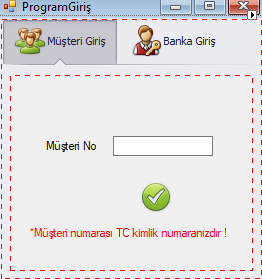 ProgramGiriş
Müşteri Giriş
Banka Giriş
Müşteri No
*Müşteri numarası TC kimlik numaranızdır !